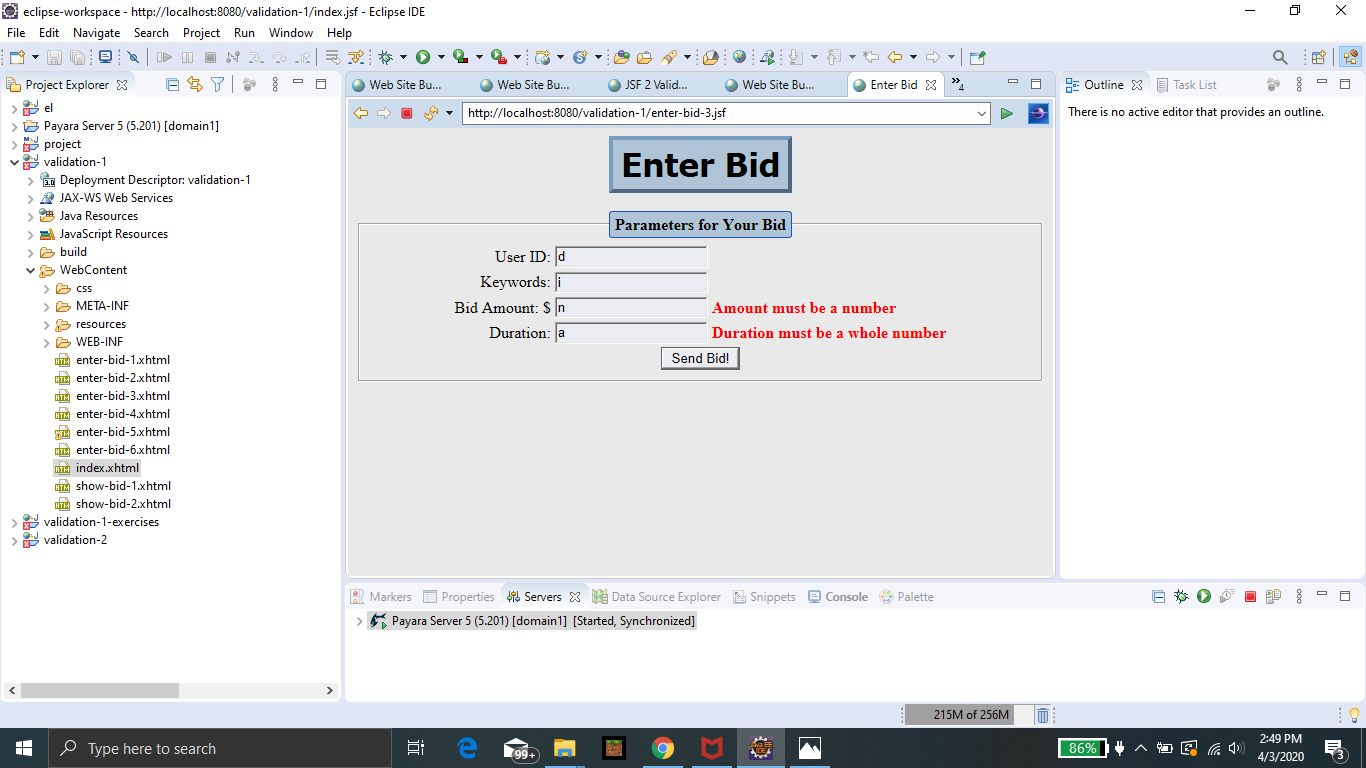 eclipse-workspace - http://localhost:8080/validation-1/index.jsf - Eclipse IDE
File Edit Navigate Search Project Run Window Help
Project Explorer
el
Payara Server 5 (5.201) [domain1]
project
validation-1
Deployment Descriptor: validation-1
JAX-WS Web Services
Java Resources
JavaScript Resources
build
WebContent
css
META-INF
resources
WEB-INF
enter-bid-1.xhtml
enter-bid-2.xhtml
enter-bid-3.xhtml
enter-bid-4.xhtml
enter-bid-5.xhtml
enter-bid-6.xhtml
index.xhtml
show-bid-1.xhtml
show-bid-2.xhtml
validation-1-exercises
validation-2
Web Site Bu... Web Site Bu... JSF 2 Valid... Web Site Bu... Enter Bid »4
http://localhost:8080/validation-1/enter-bid-3.jsf
Enter Bid
Parameters for Your Bid
User ID: d
Keywords: i
Bid Amount: $ n Amount must be a number
Duration: a Duration must be a whole number
Send Bid!
Outline Task List
There is no active editor that provides an outline.
Markers Properties Servers Data Source Explorer Snippets Console Palette
Payara Server 5 (5.201) [domain1] [Started, Synchronized]
215M of 256M
Type here to search
99+
86%
2:49 PM
4/3/2020
3